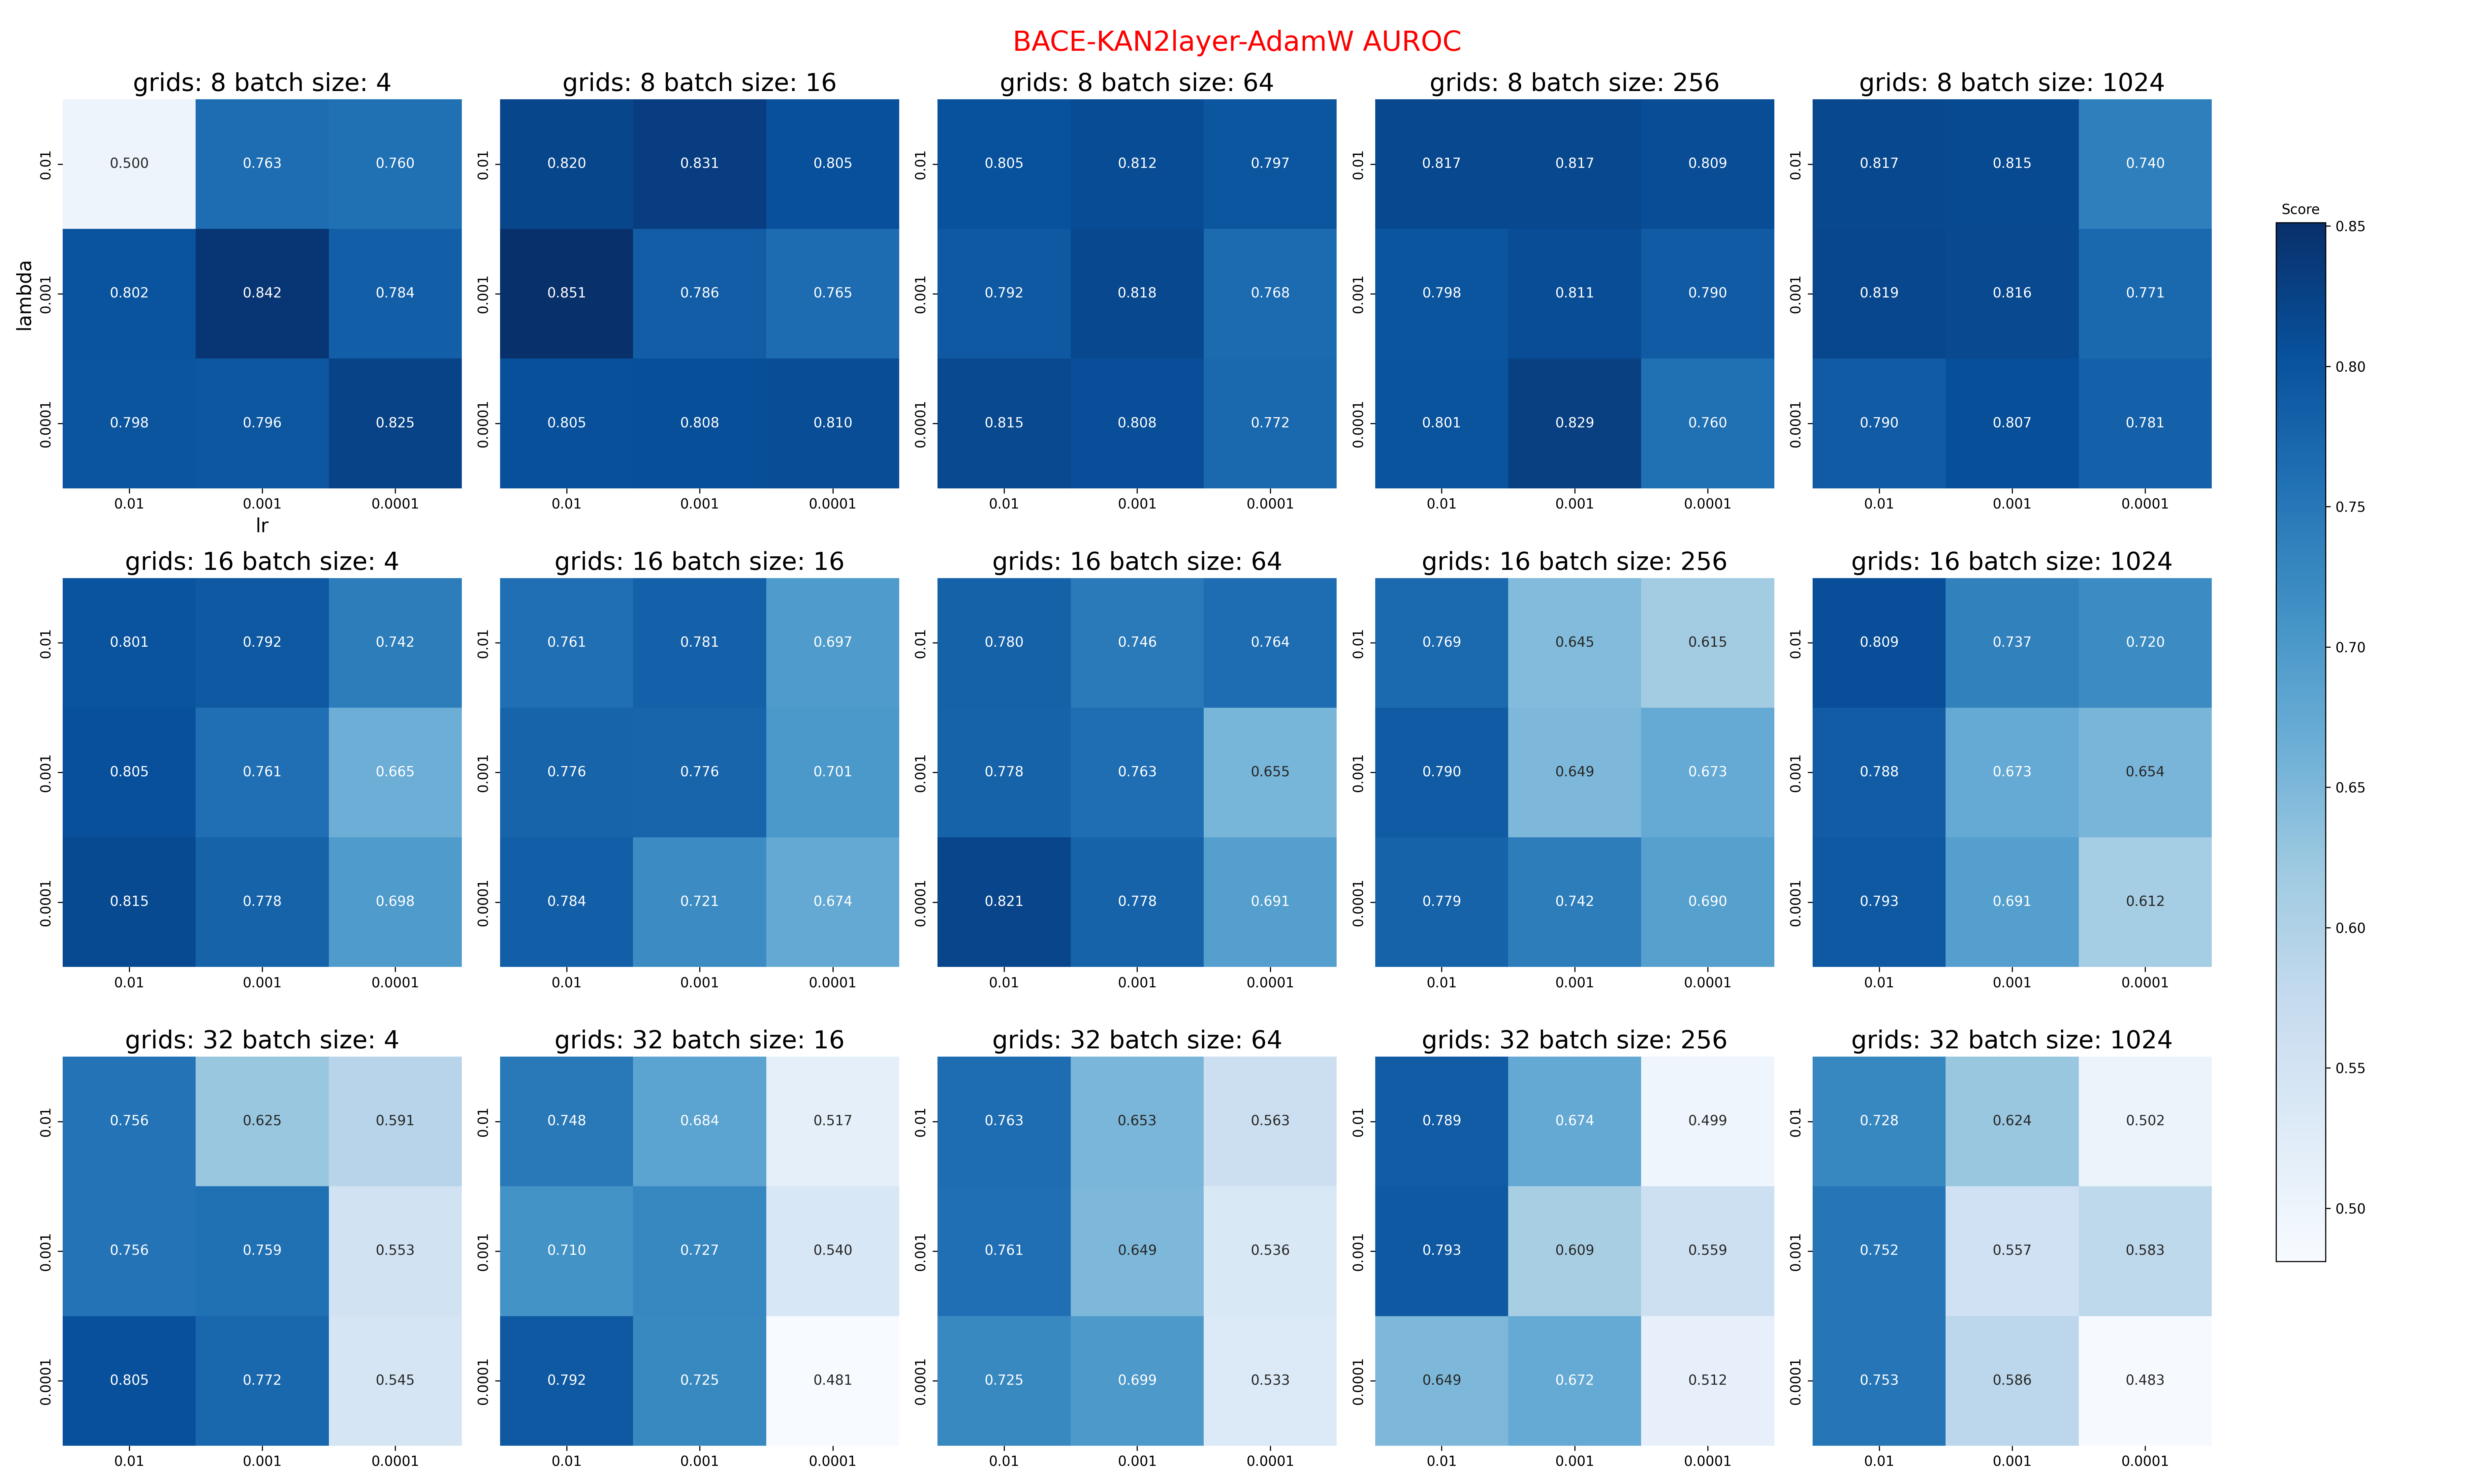 BACE-KAN2layer-AdamW AUROC
grids: 8 batch size: 4
lambda
0.01
0.500 0.763 0.760
0.001
0.802 0.842 0.784
0.0001
0.798 0.796 0.825
0.01 0.001 0.0001
lr
grids: 8 batch size: 16
0.01
0.820 0.831 0.805
0.001
0.851 0.786 0.765
0.0001
0.805 0.808 0.810
0.01 0.001 0.0001
grids: 8 batch size: 64
0.01
0.805 0.812 0.797
0.001
0.792 0.818 0.768
0.0001
0.815 0.808 0.772
0.01 0.001 0.0001
grids: 8 batch size: 256
0.01
0.817 0.817 0.809
0.001
0.798 0.811 0.790
0.0001
0.801 0.829 0.760
0.01 0.001 0.0001
grids: 8 batch size: 1024
0.01
0.817 0.815 0.740
0.001
0.819 0.816 0.771
0.0001
0.790 0.807 0.781
0.01 0.001 0.0001
grids: 16 batch size: 4
0.01
0.801 0.792 0.742
0.001
0.805 0.761 0.665
0.0001
0.815 0.778 0.698
0.01 0.001 0.0001
grids: 16 batch size: 16
0.01
0.761 0.781 0.697
0.001
0.776 0.776 0.701
0.0001
0.784 0.721 0.674
0.01 0.001 0.0001
grids: 16 batch size: 64
0.01
0.780 0.746 0.764
0.001
0.778 0.763 0.655
0.0001
0.821 0.778 0.691
0.01 0.001 0.0001
grids: 16 batch size: 256
0.01
0.769 0.645 0.615
0.001
0.790 0.649 0.673
0.0001
0.779 0.742 0.690
0.01 0.001 0.0001
grids: 16 batch size: 1024
0.01
0.809 0.737 0.720
0.001
0.788 0.673 0.654
0.0001
0.793 0.691 0.612
0.01 0.001 0.0001
grids: 32 batch size: 4
0.01
0.756 0.625 0.591
0.001
0.756 0.759 0.553
0.0001
0.805 0.772 0.545
0.01 0.001 0.0001
grids: 32 batch size: 16
0.01
0.748 0.684 0.517
0.001
0.710 0.727 0.540
0.0001
0.792 0.725 0.481
0.01 0.001 0.0001
grids: 32 batch size: 64
0.01
0.763 0.653 0.563
0.001
0.761 0.649 0.536
0.0001
0.725 0.699 0.533
0.01 0.001 0.0001
grids: 32 batch size: 256
0.01
0.789 0.674 0.499
0.001
0.793 0.609 0.559
0.0001
0.649 0.672 0.512
0.01 0.001 0.0001
grids: 32 batch size: 1024
0.01
0.728 0.624 0.502
0.001
0.752 0.557 0.583
0.0001
0.753 0.586 0.483
0.01 0.001 0.0001
Score
0.85
0.80
0.75
0.70
0.65
0.60
0.55
0.50